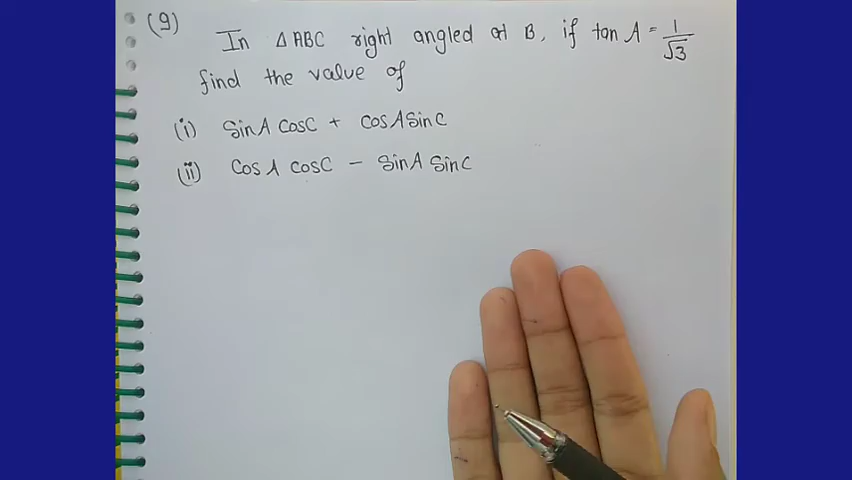 (9) In △ABC right angled at B, if tan A = 1/√3
find the value of
(i) SinA CosC + CosA SinC
(ii) CosA CosC - SinA SinC